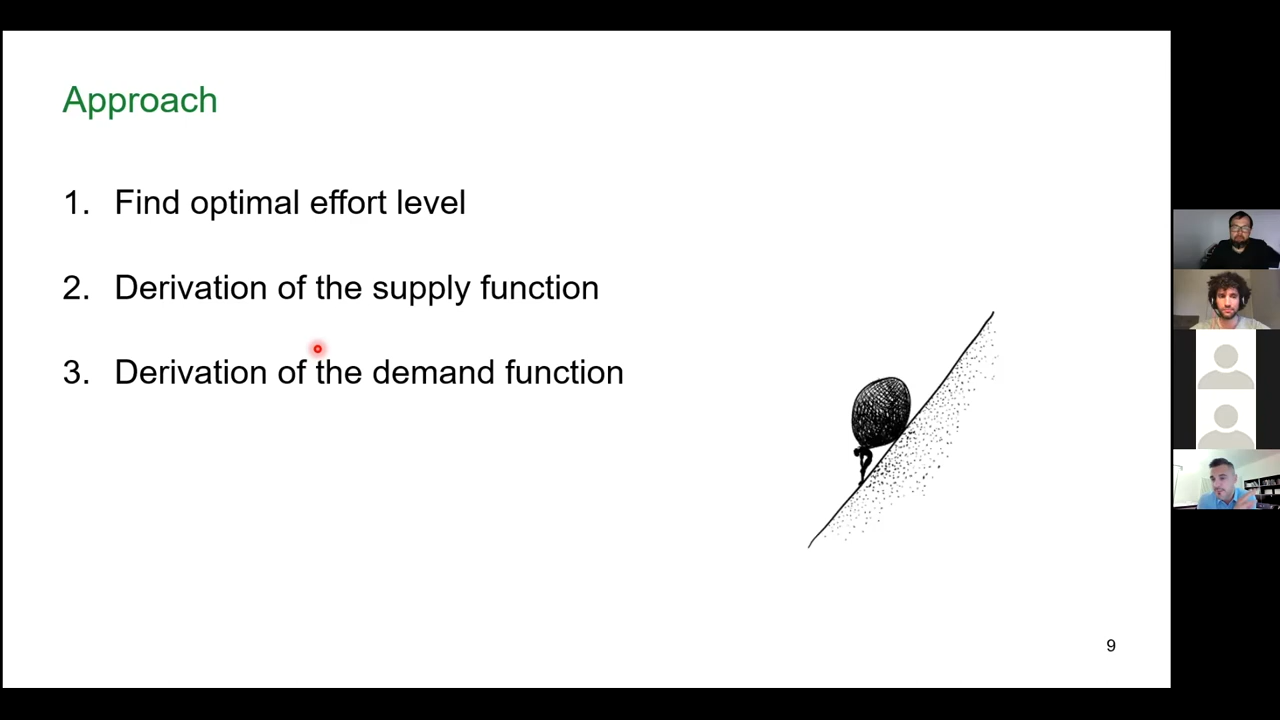 Approach
1. Find optimal effort level
2. Derivation of the supply function
3. Derivation of the demand function
9